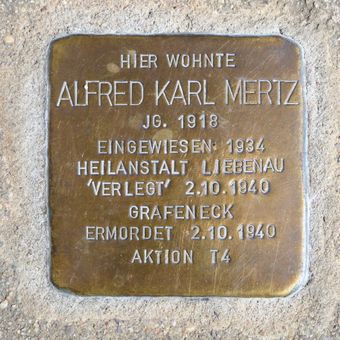 HIER WOHNTE
ALFRED KARL MERTZ
JG. 1918
EINGEWIESEN 1934
HEILANSTALT LIEBENAU
'VERLEGT' 2.10.1940
GRAFENECK
ERMORDET 2.10.1940
AKTION T4